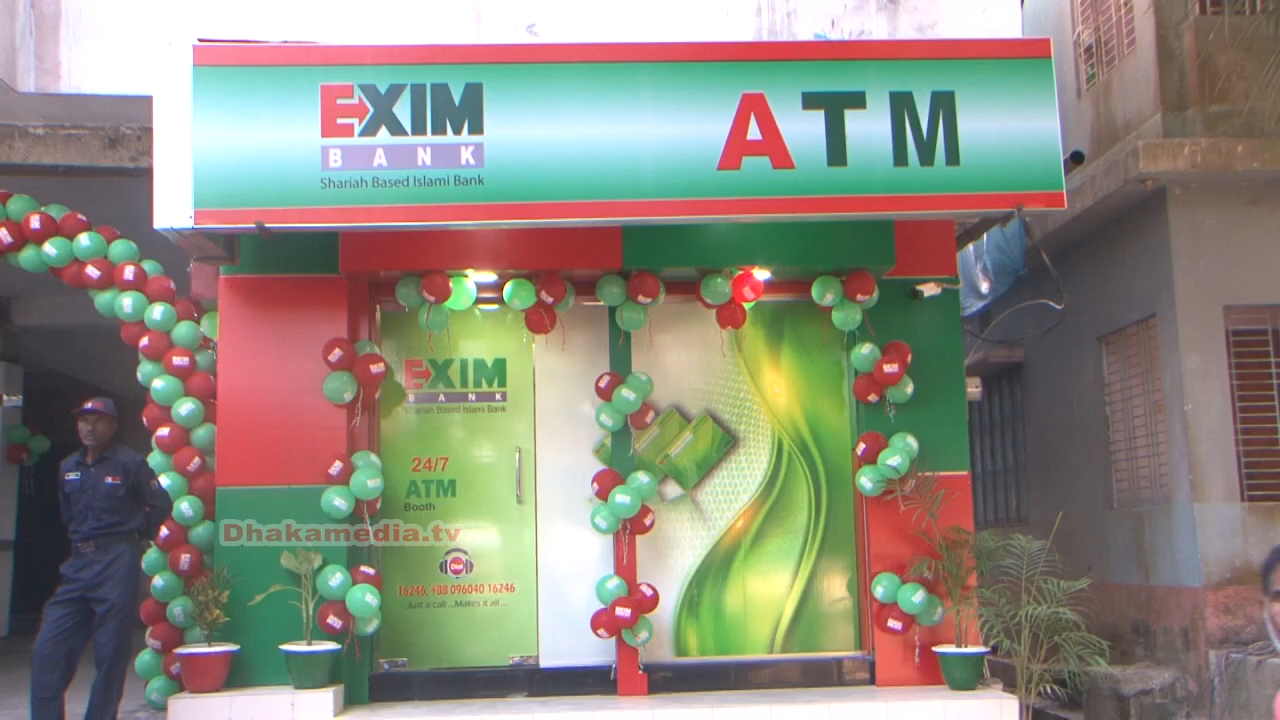 EXIM
BANK
Shariah Based Islami Bank
ATM
EXIM
BANK
Shariah Based Islami Bank
24/7
ATM
Booth
Dhakamedia.tv
Dial
16246, +88 096040 16246
Just a call ...Makes it all ...